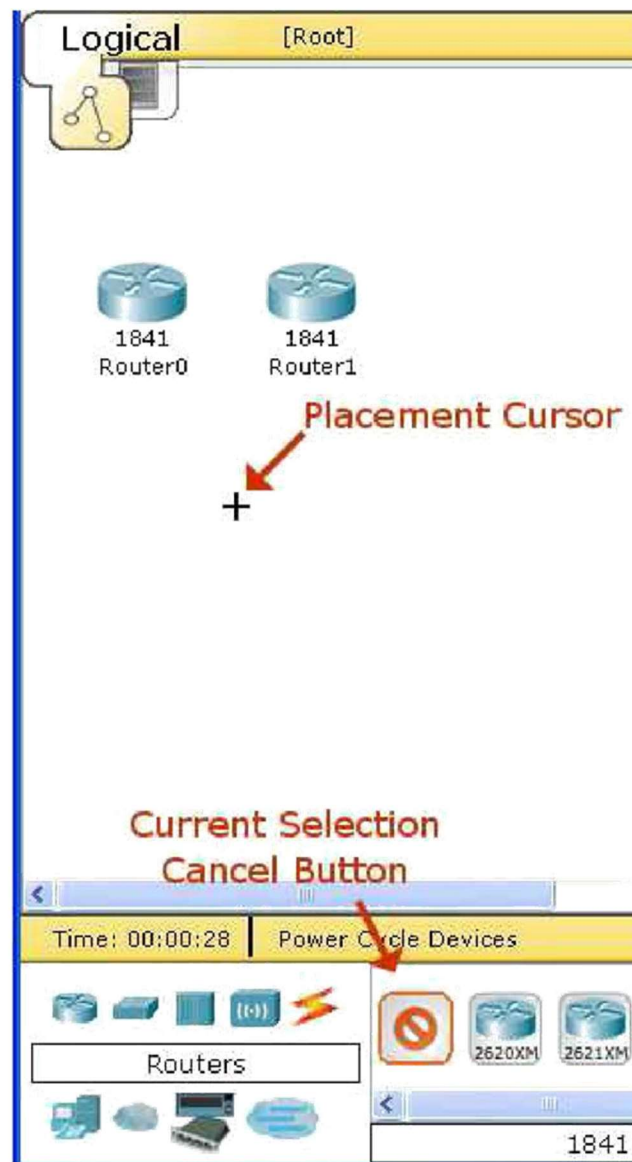 Logical [Root]
1841 1841
Router0 Router1
Placement Cursor
Current Selection
Cancel Button
Time: 00:00:28 Power Cycle Devices
2620XM 2621XM
Routers
1841